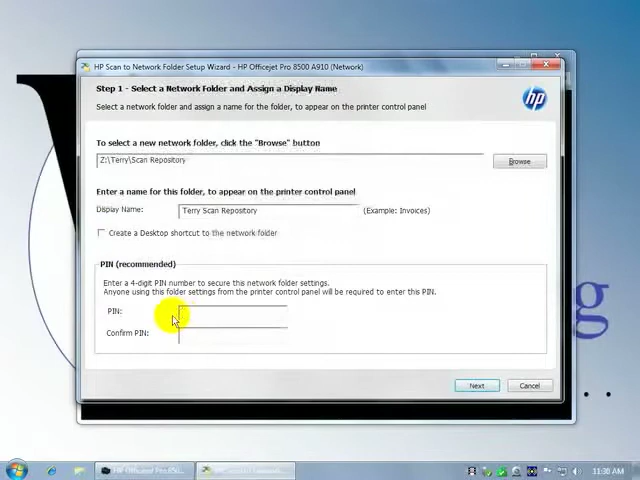 HP Scan to Network Folder Setup Wizard - HP Officejet Pro 8500 A910 (Network)
Step 1 - Select a Network Folder and Assign a Display Name
Select a network folder and assign a name for the folder, to appear on the printer control panel
hp
To select a new network folder, click the "Browse" button
Z:\Terry\Scan Repository
Browse
Enter a name for this folder, to appear on the printer control panel
Display Name:
Terry Scan Repository
(Example: Invoices)
Create a Desktop shortcut to the network folder
PIN (recommended)
Enter a 4-digit PIN number to secure this network folder settings.
Anyone using this folder settings from the printer control panel will be required to enter this PIN.
PIN:
Confirm PIN:
Next
Cancel
g
HP Officejet Pro 850...
11:30 AM